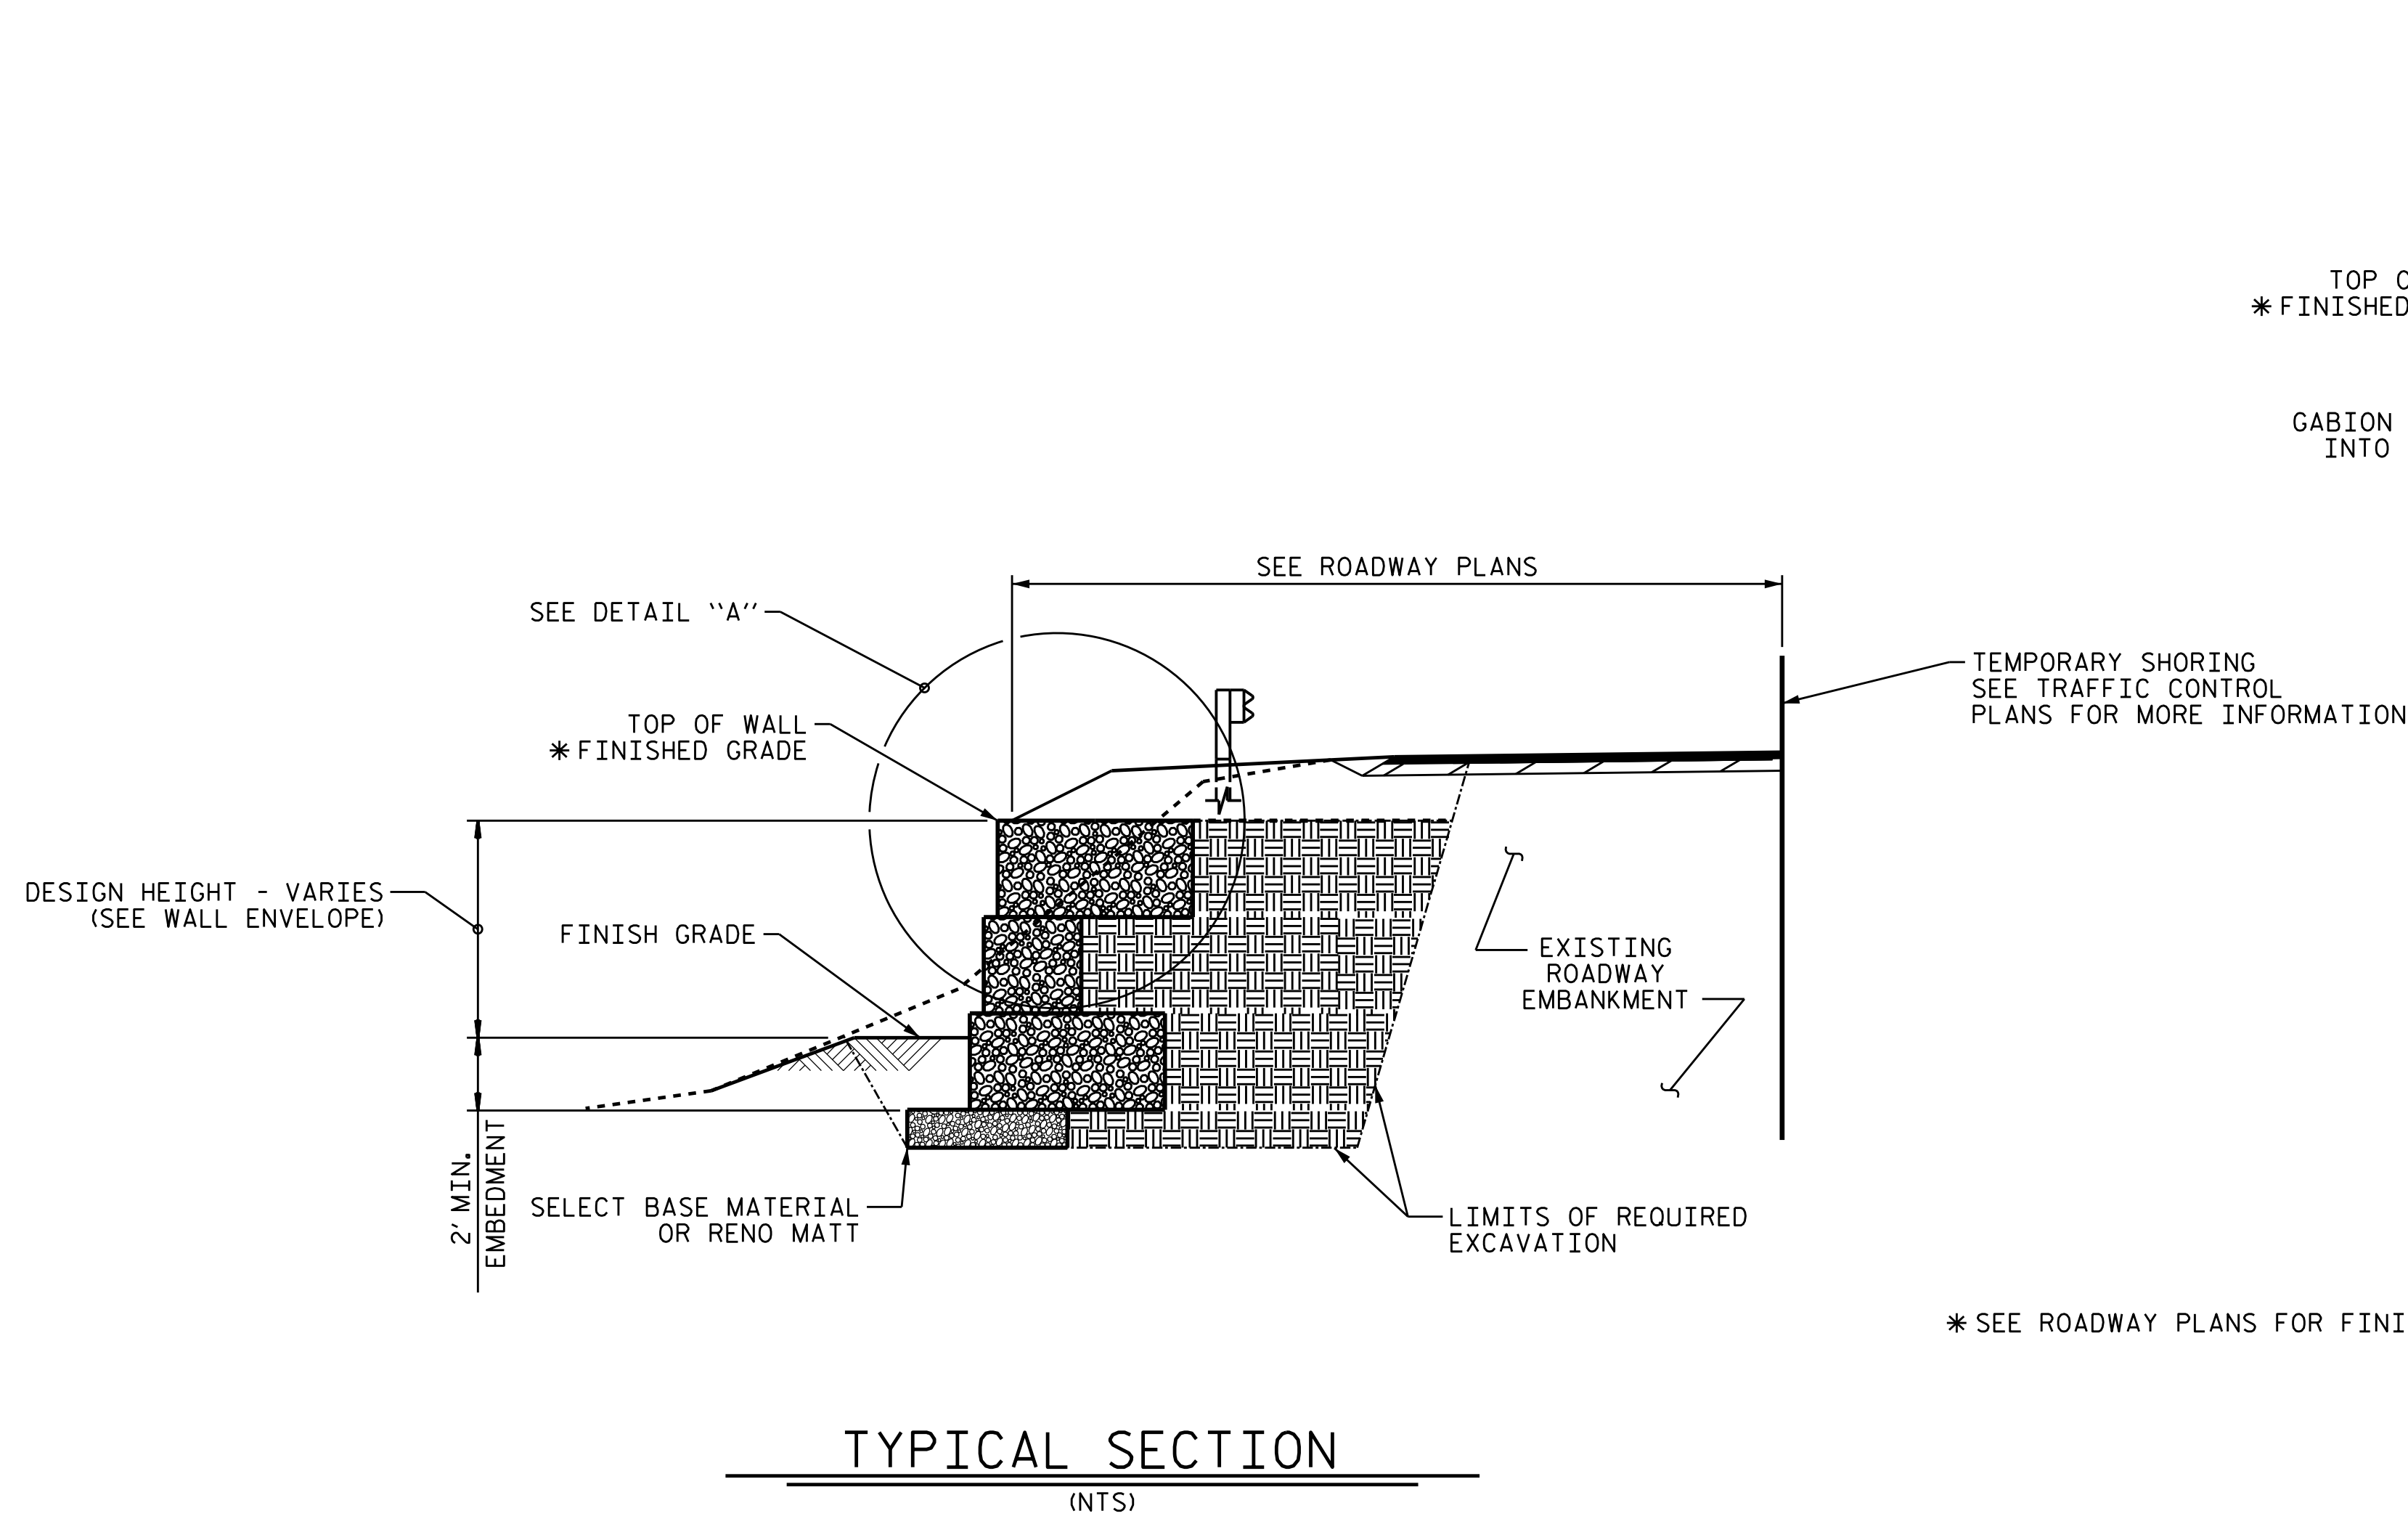 TOP
✳ FINISHED
GABION
INTO
SEE ROADWAY PLANS
SEE DETAIL "A"
TOP OF WALL
✳ FINISHED GRADE
TEMPORARY SHORING
SEE TRAFFIC CONTROL
PLANS FOR MORE INFORMATION
DESIGN HEIGHT - VARIES
(SEE WALL ENVELOPE)
FINISH GRADE
EXISTING
ROADWAY
EMBANKMENT
2' MIN.
EMBEDMENT
SELECT BASE MATERIAL
OR RENO MATT
LIMITS OF REQUIRED
EXCAVATION
✳ SEE ROADWAY PLANS FOR
TYPICAL SECTION
(NTS)